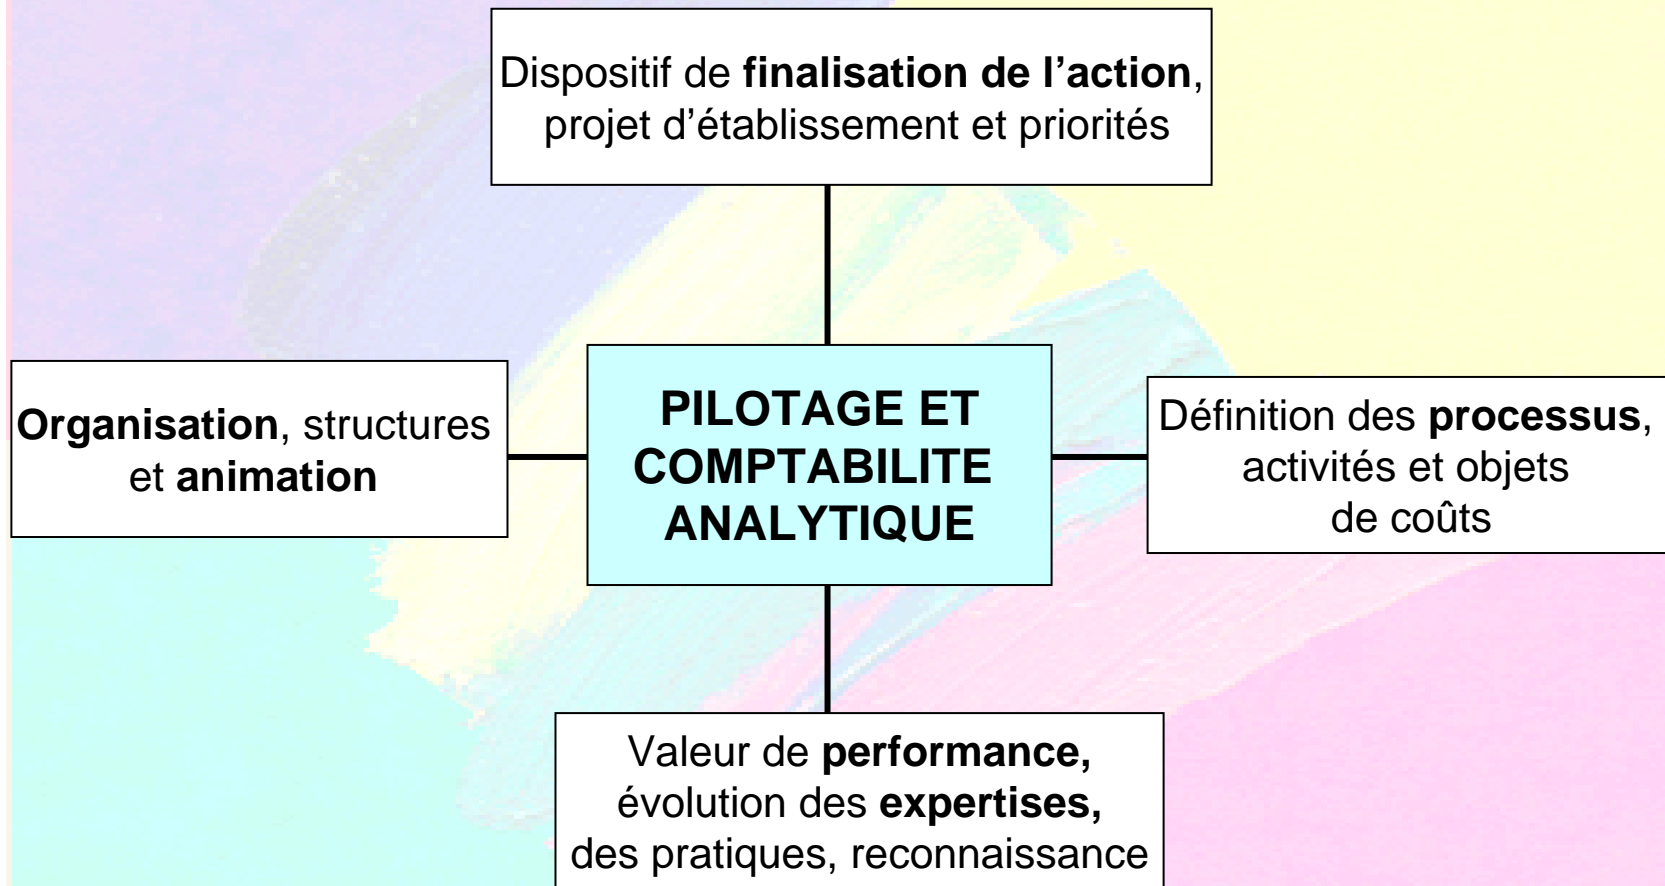 Dispositif de finalisation de l’action,
projet d’établissement et priorités
Organisation, structures
et animation
PILOTAGE ET
COMPTABILITE
ANALYTIQUE
Définition des processus,
activités et objets
de coûts
Valeur de performance,
évolution des expertises,
des pratiques, reconnaissance